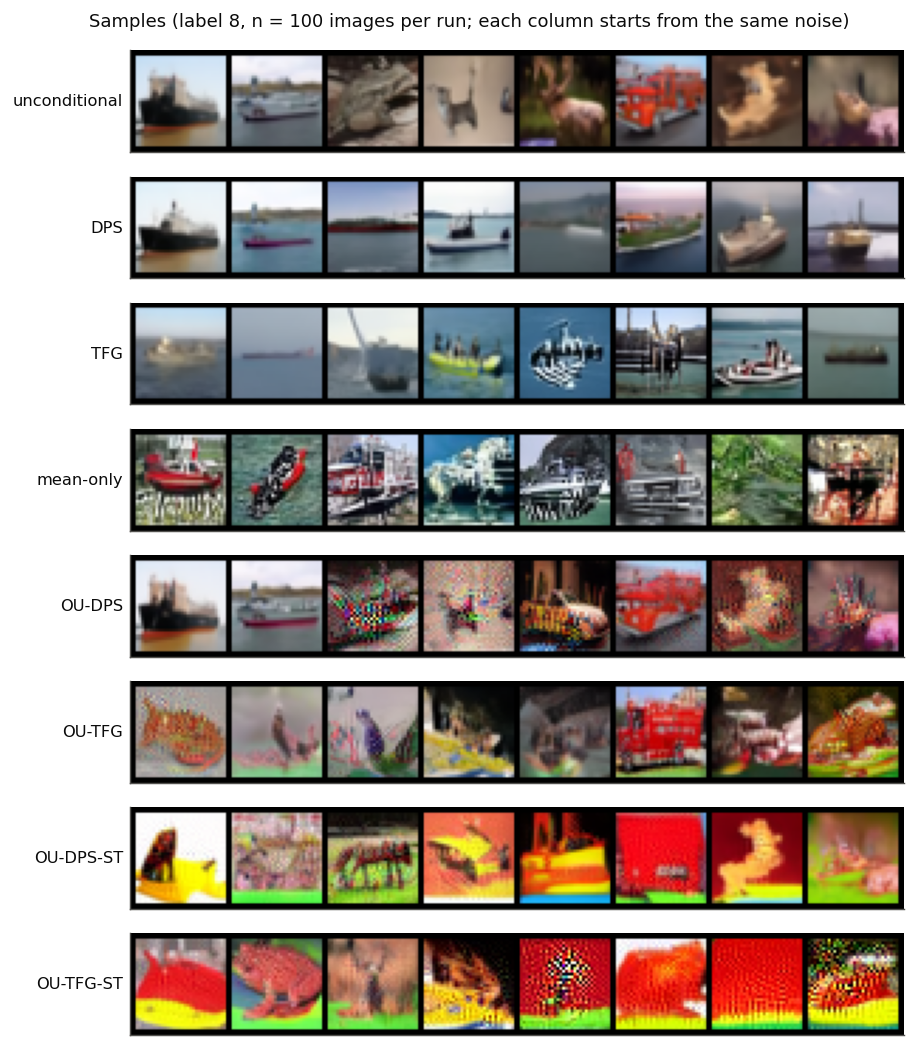 Samples (label 8, n = 100 images per run; each column starts from the same noise)
unconditional
DPS
TFG
mean-only
OU-DPS
OU-TFG
OU-DPS-ST
OU-TFG-ST